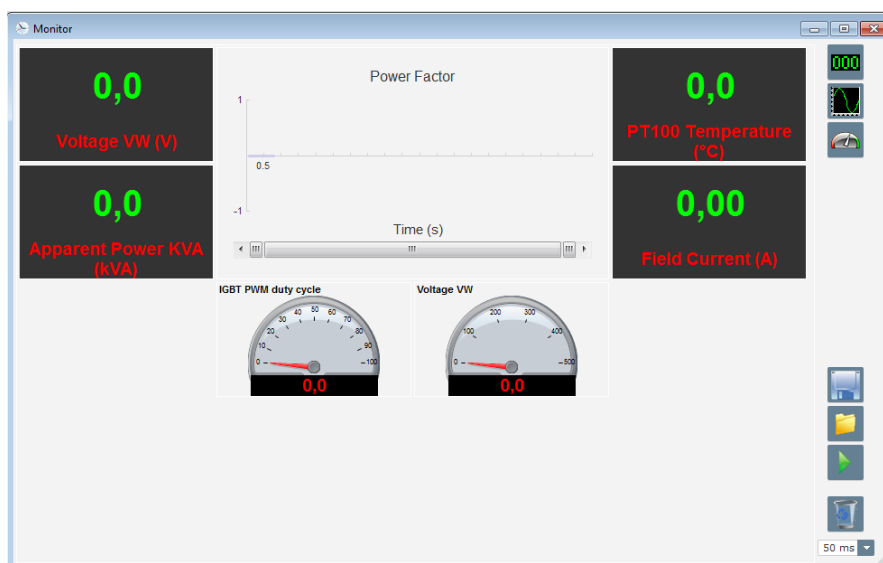 Monitor
0,0
Voltage VW (V)
0,0
Apparent Power KVA
(kVA)
Power Factor
1
0.5
-1
Time (s)
0,0
PT100 Temperature
(°C)
0,00
Field Current (A)
000
IGBT PWM duty cycle
0
10
20
30
40
50
60
70
80
90
100
0,0
Voltage VW
0
100
200
300
400
500
0,0
50 ms